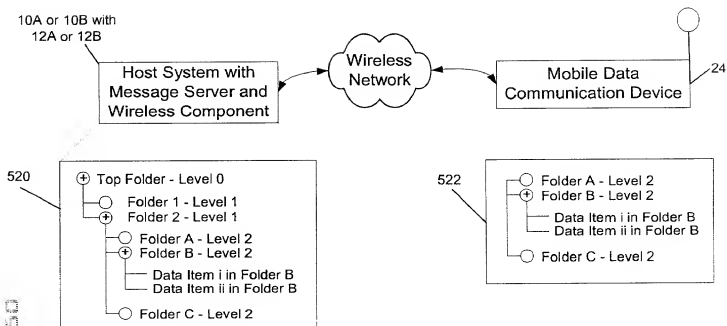 10A or 10B with
12A or 12B
Host System with
Message Server and
Wireless Component
Wireless
Network
Mobile Data
Communication Device
24
520
Top Folder - Level 0
Folder 1 - Level 1
Folder 2 - Level 1
Folder A - Level 2
Folder B - Level 2
Data Item i in Folder B
Data Item ii in Folder B
Folder C - Level 2
522
Folder A - Level 2
Folder B - Level 2
Data Item i in Folder B
Data Item ii in Folder B
Folder C - Level 2